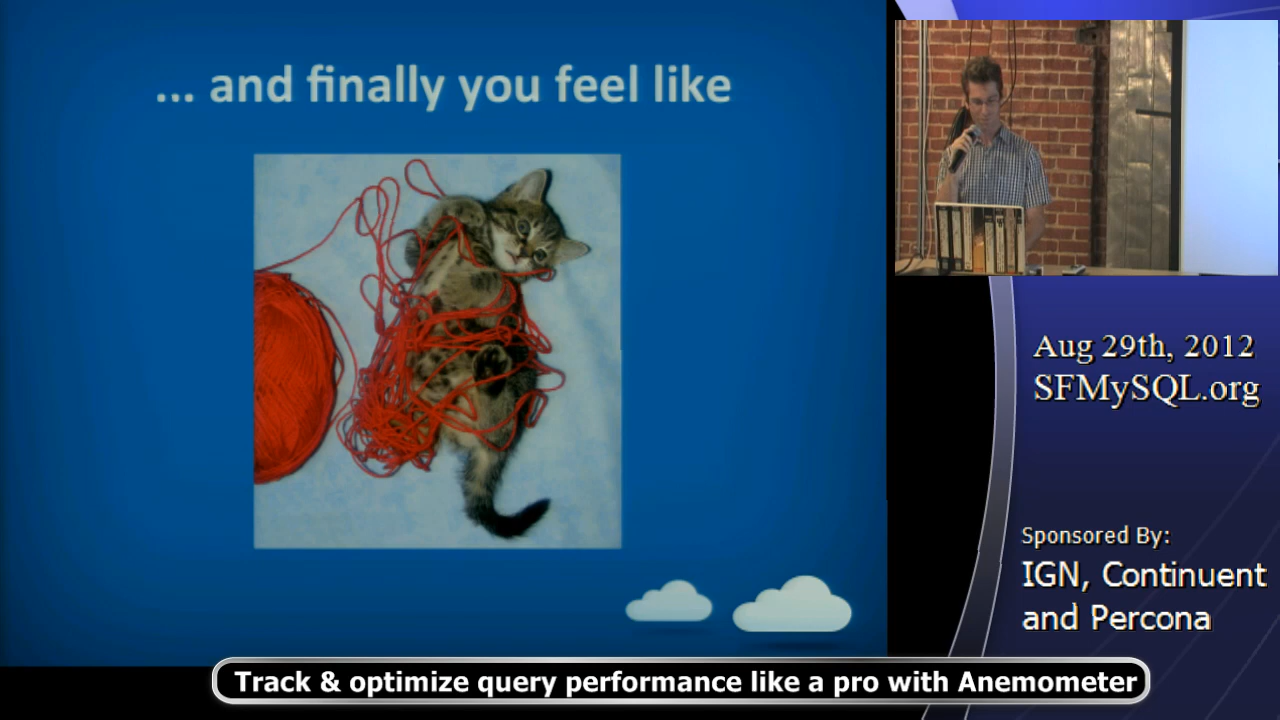 ... and finally you feel like
Aug 29th, 2012
SFMySQL.org
Sponsored By:
IGN, Continuent
and Percona
Track & optimize query performance like a pro with Anemometer